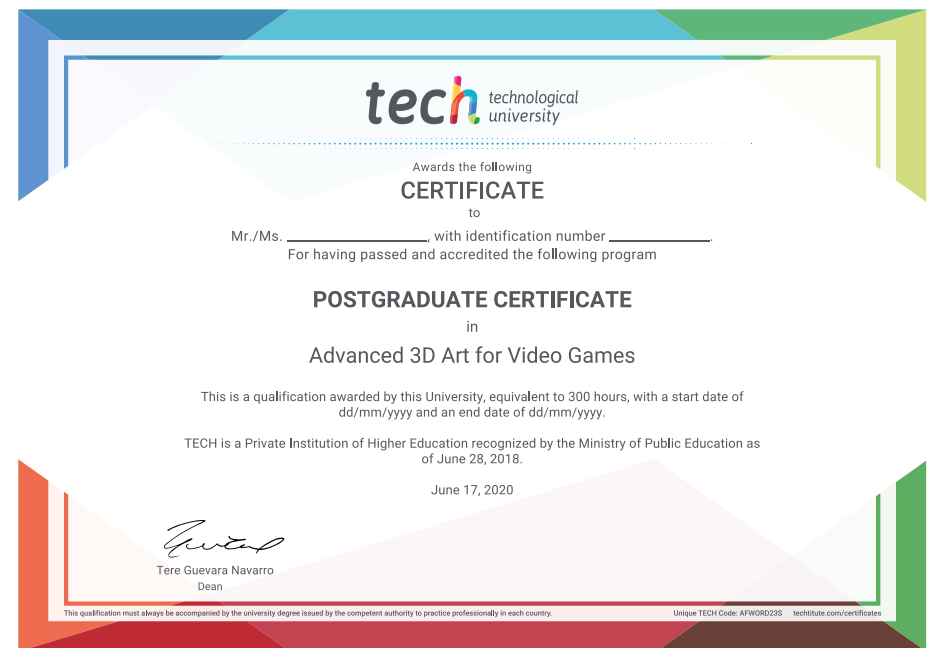 tech technological
university
Awards the following
CERTIFICATE
to
Mr./Ms. ____________, with identification number _________.
For having passed and accredited the following program
POSTGRADUATE CERTIFICATE
in
Advanced 3D Art for Video Games
This is a qualification awarded by this University, equivalent to 300 hours, with a start date of
dd/mm/yyyy and an end date of dd/mm/yyyy.
TECH is a Private Institution of Higher Education recognized by the Ministry of Public Education as
of June 28, 2018.
June 17, 2020
Tere Guevara Navarro
Dean
This qualification must always be accompanied by the university degree issued by the competent authority to practice professionally in each country. Unique TECH Code: AFWORD23S techtitute.com/certificates